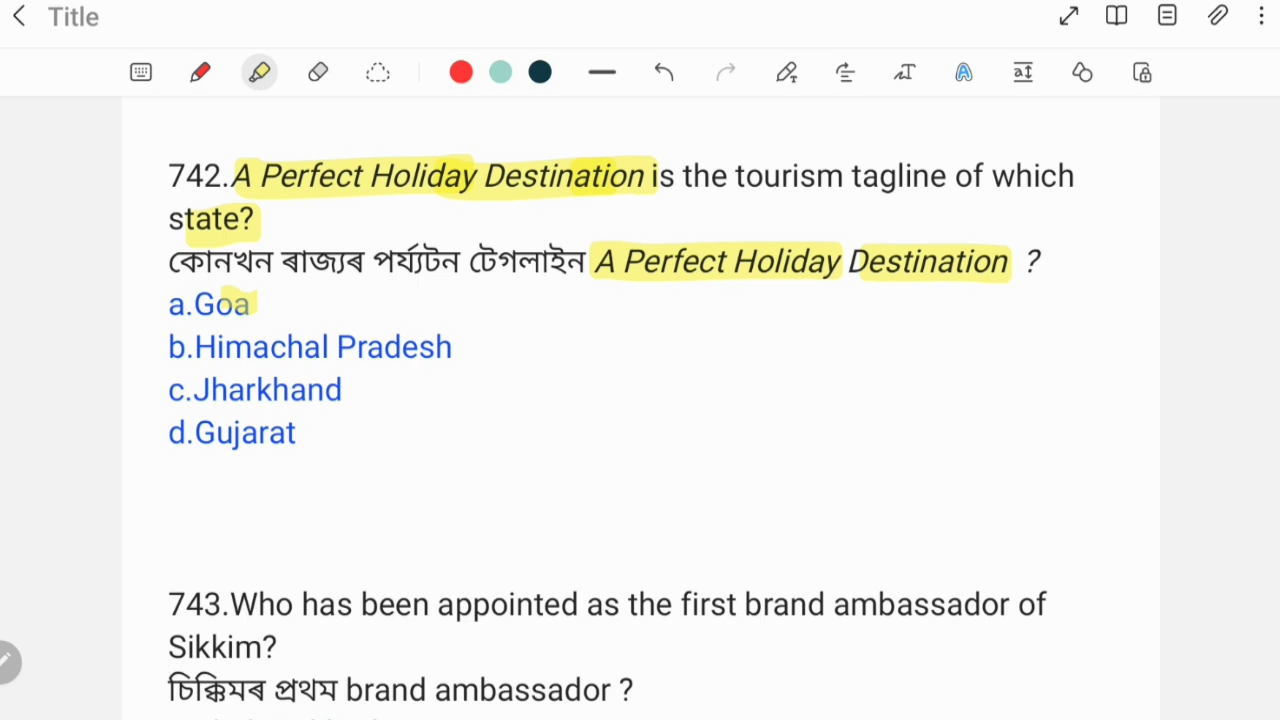 Title
742.A Perfect Holiday Destination is the tourism tagline of which
state?
কোনখন ৰাজ্যৰ পৰ্য্যটন টেগলাইন A Perfect Holiday Destination ?
a.Goa
b.Himachal Pradesh
c.Jharkhand
d.Gujarat
743.Who has been appointed as the first brand ambassador of
Sikkim?
চিক্কিমৰ প্ৰথম brand ambassador ?